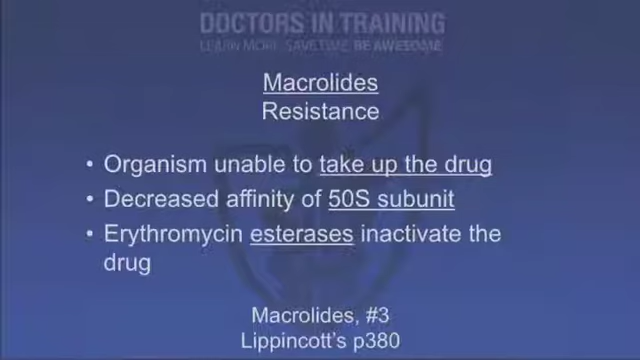 DOCTORS IN TRAINING
LEARN MORE. SAVE TIME. BE AWESOME.
Macrolides
Resistance
• Organism unable to take up the drug
• Decreased affinity of 50S subunit
• Erythromycin esterases inactivate the
drug
Macrolides, #3
Lippincott's p380